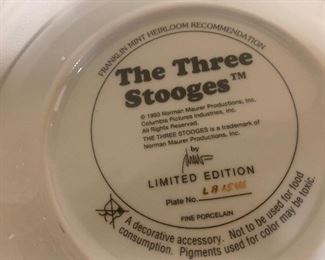 FRANKLIN MINT HEIRLOOM RECOMMENDATION
The Three
Stooges™
© 1993 Norman Maurer Productions, Inc.
Columbia Pictures Industries, Inc.
All Rights Reserved.
THE THREE STOOGES is a trademark of
Norman Maurer Productions, Inc.
by
LIMITED EDITION
Plate No.
FINE PORCELAIN
A decorative accessory. Not to be used for food
consumption. Pigments used for color may be toxic.